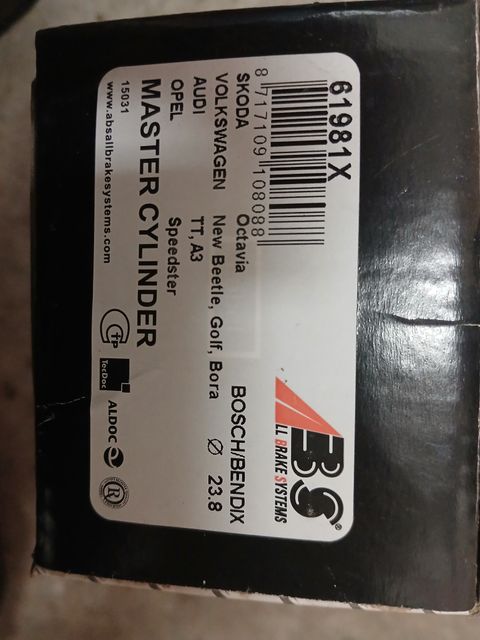 61981X
8 717109 108088
ABS®
ALL BRAKE SYSTEMS
BOSCH/BENDIX
Ø 23.8
SKODA Octavia
VOLKSWAGEN New Beetle, Golf, Bora
AUDI TT, A3
OPEL Speedster
MASTER CYLINDER
15031
www.absallbrakesystems.com
TecDoc
ALDOC e
R